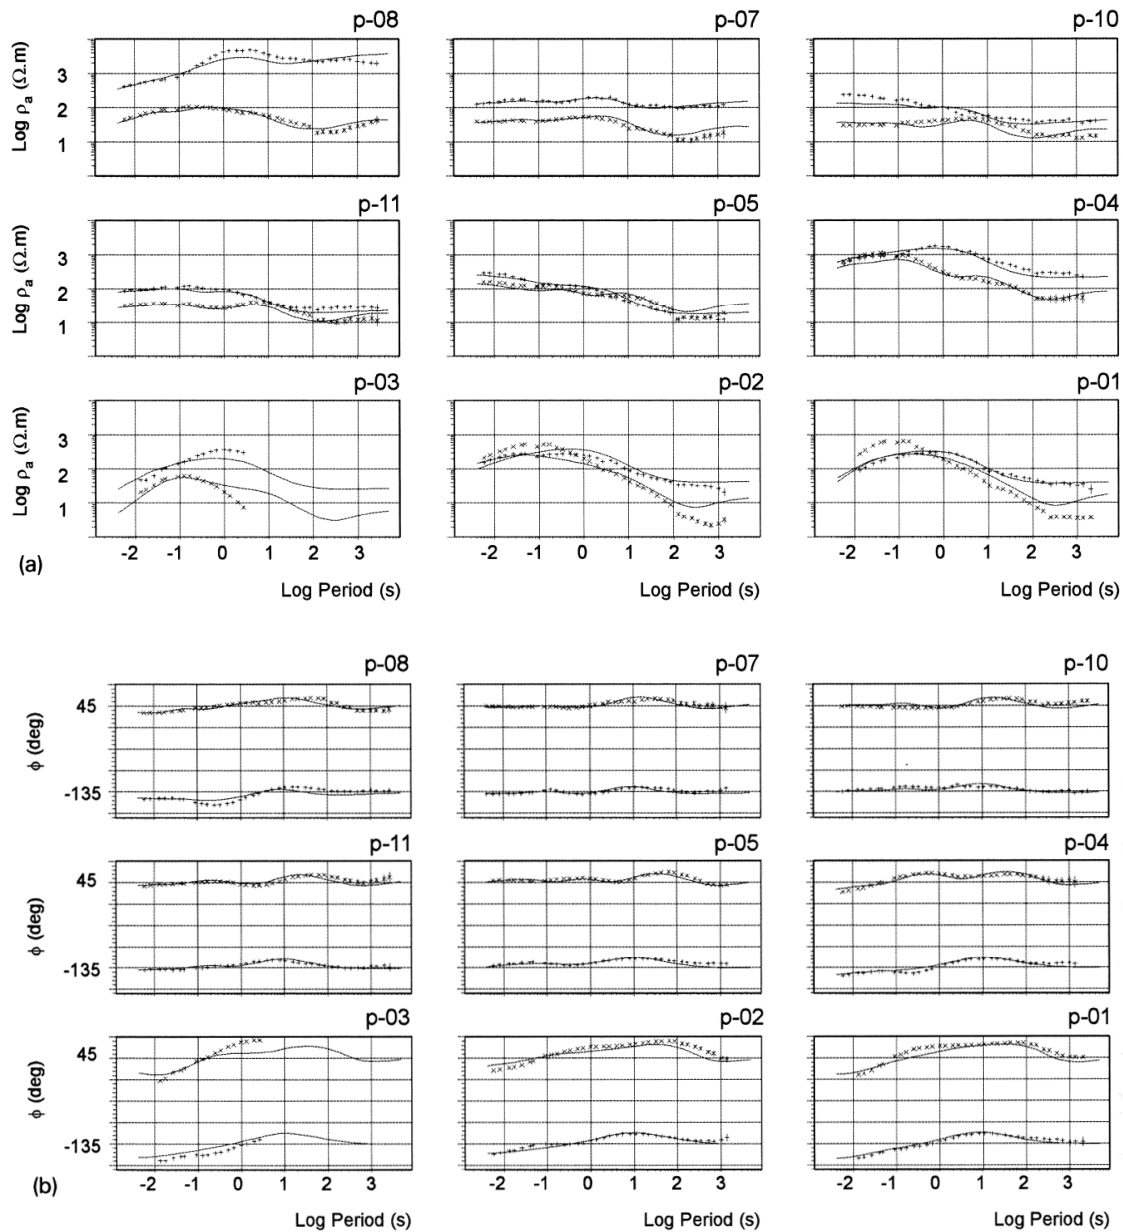 p-08 p-07 p-10
Log ρa (Ω.m) 3 2 1
p-11 p-05 p-04
Log ρa (Ω.m) 3 2 1
p-03 p-02 p-01
Log ρa (Ω.m) 3 2 1
-2 -1 0 1 2 3 -2 -1 0 1 2 3 -2 -1 0 1 2 3
(a)
Log Period (s) Log Period (s) Log Period (s)
p-08 p-07 p-10
ϕ (deg) 45 -135
p-11 p-05 p-04
ϕ (deg) 45 -135
p-03 p-02 p-01
ϕ (deg) 45 -135
-2 -1 0 1 2 3 -2 -1 0 1 2 3 -2 -1 0 1 2 3
(b)
Log Period (s) Log Period (s) Log Period (s)